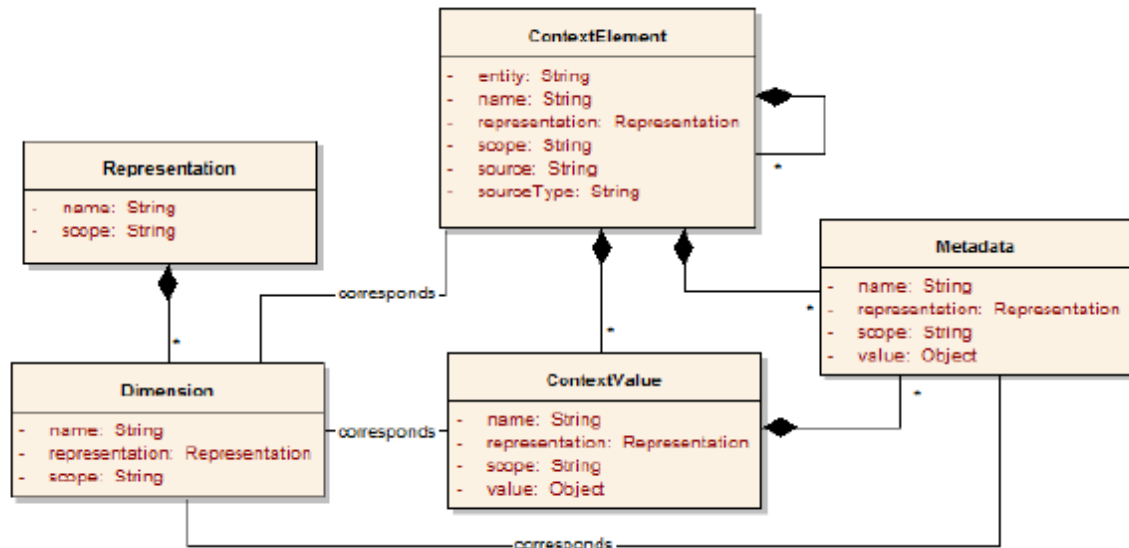 ContextElement
- entity: String
- name: String
- representation: Representation
- scope: String
- source: String
- sourceType: String
*
Representation
- name: String
- scope: String
*
corresponds
Metadata
- name: String
- representation: Representation
- scope: String
- value: Object
*
*
*
Dimension
- name: String
- representation: Representation
- scope: String
corresponds
ContextValue
- name: String
- representation: Representation
- scope: String
- value: Object
corresponds